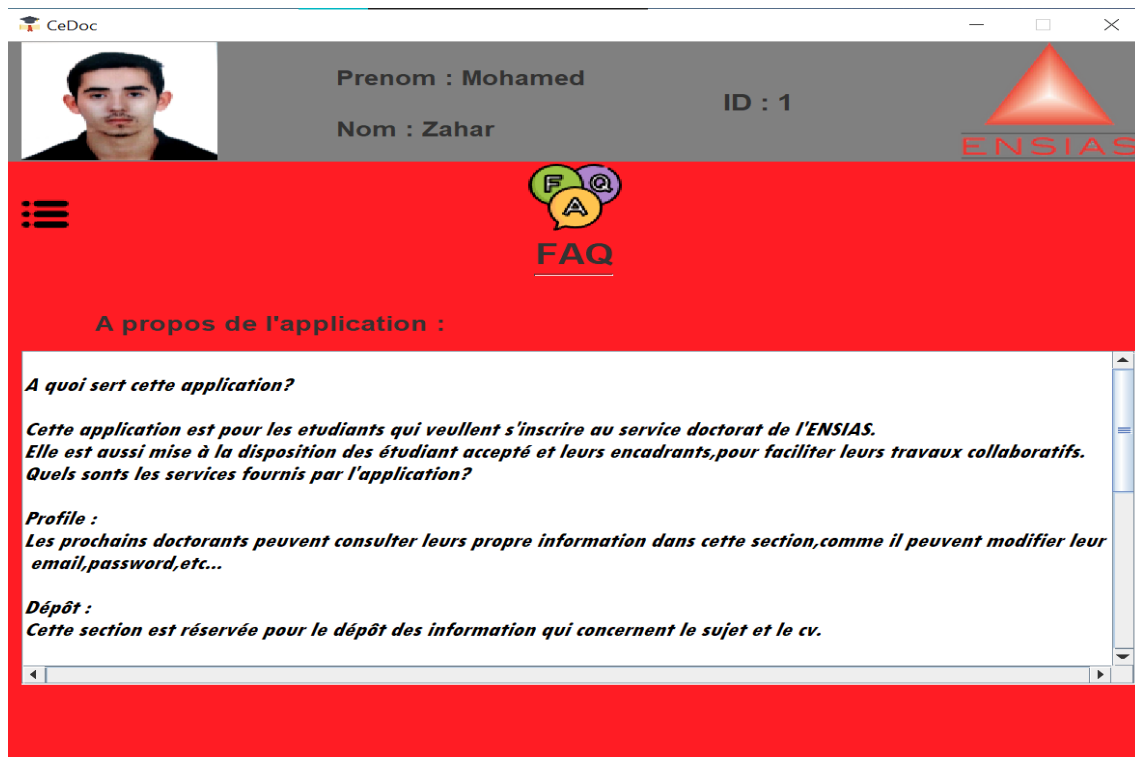 CeDoc
Prenom : Mohamed
Nom : Zahar
ID : 1
ENSIAS
F Q A
FAQ
A propos de l'application :
A quoi sert cette application?
Cette application est pour les etudiants qui veullent s'inscrire au service doctorat de l'ENSIAS.
Elle est aussi mise à la disposition des étudiant accepté et leurs encadrants,pour faciliter leurs travaux collaboratifs.
Quels sonts les services fournis par l'application?
Profile :
Les prochains doctorants peuvent consulter leurs propre information dans cette section,comme il peuvent modifier leur
email,password,etc...
Dépôt :
Cette section est réservée pour le dépôt des information qui concernent le sujet et le cv.